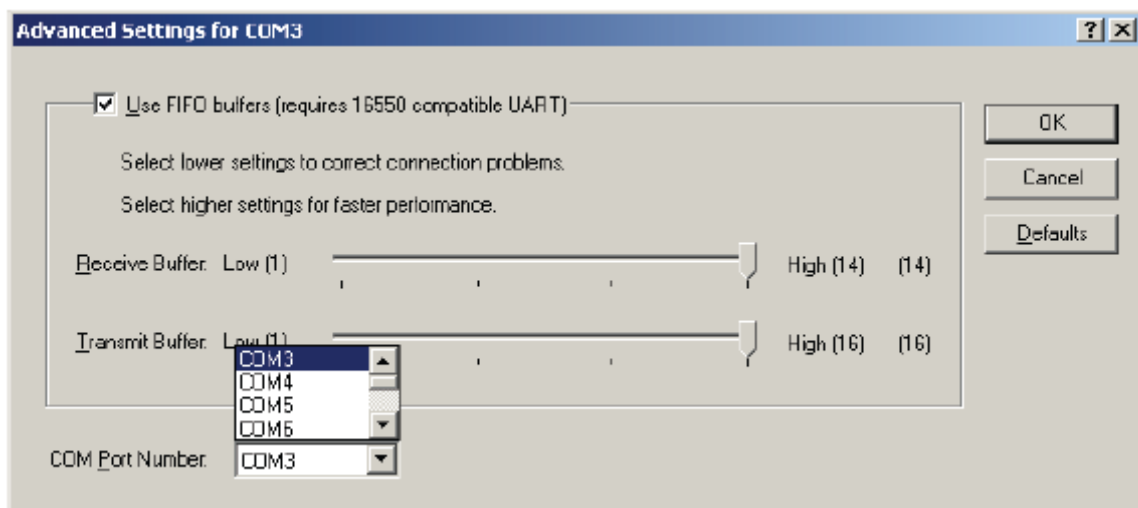 Advanced Settings for COM3
Use FIFO buffers (requires 16550 compatible UART)
OK
Select lower settings to correct connection problems.
Cancel
Select higher settings for faster performance.
Defaults
Receive Buffer: Low (1) High (14) (14)
Transmit Buffer: Low (1) High (16) (16)
COM3
COM4
COM5
COM6
COM Port Number: COM3